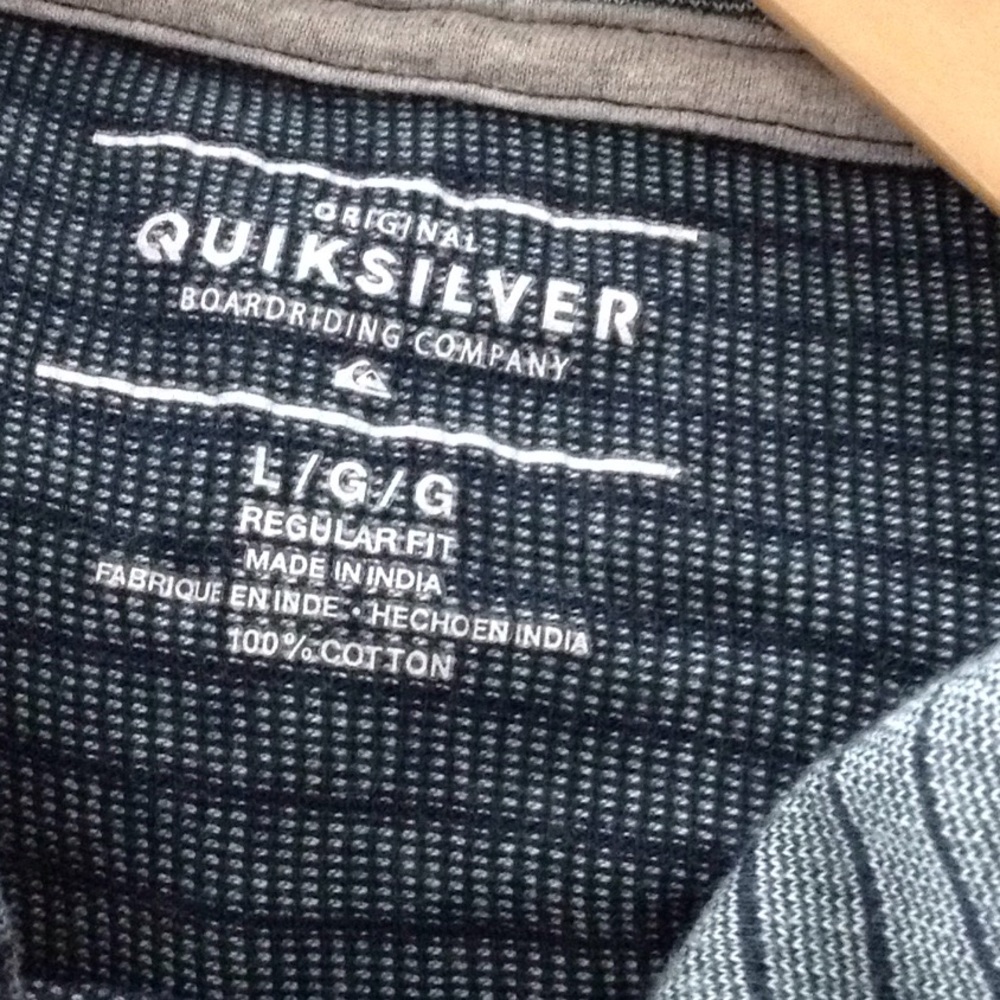 ORIGINAL
QUIKSILVER
BOARDRIDING COMPANY
L/G/G
REGULAR FIT
MADE IN INDIA
FABRIQUE EN INDE • HECHO EN INDIA
100% COTTON